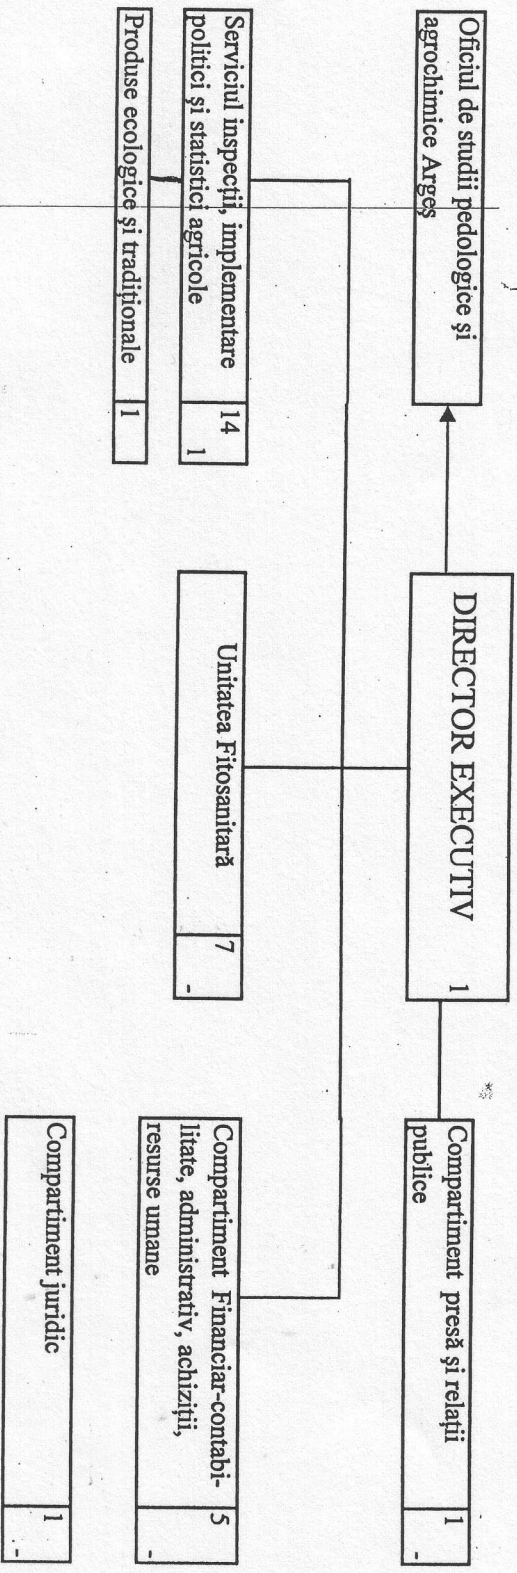 Oficiul de studii pedologice și
agrochimice Argeș
DIRECTOR EXECUTIV
1
Compartiment presă și relații
publice
1
-
Serviciul inspecții, implementare
politici și statistici agricole
14
1
Unitatea Fitosanitară
7
-
Compartiment Financiar-contabi-
litate, administrativ, achiziții,
resurse umane
5
-
Produse ecologice și tradiționale
1
Compartiment juridic
1
-